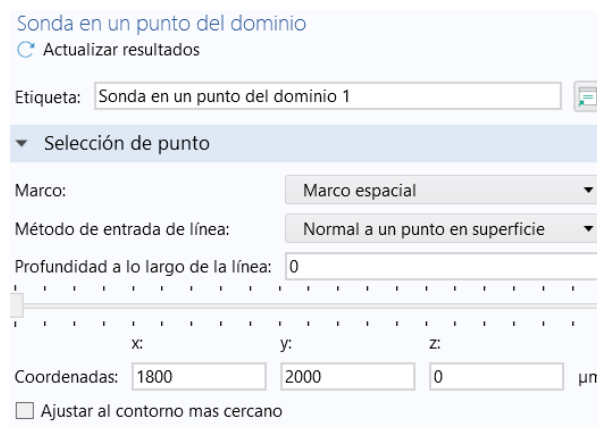 Sonda en un punto del dominio
Actualizar resultados
Etiqueta: Sonda en un punto del dominio 1
Selección de punto
Marco: Marco espacial
Método de entrada de línea: Normal a un punto en superficie
Profundidad a lo largo de la línea: 0
x: y: z:
Coordenadas: 1800 2000 0 µm
Ajustar al contorno mas cercano